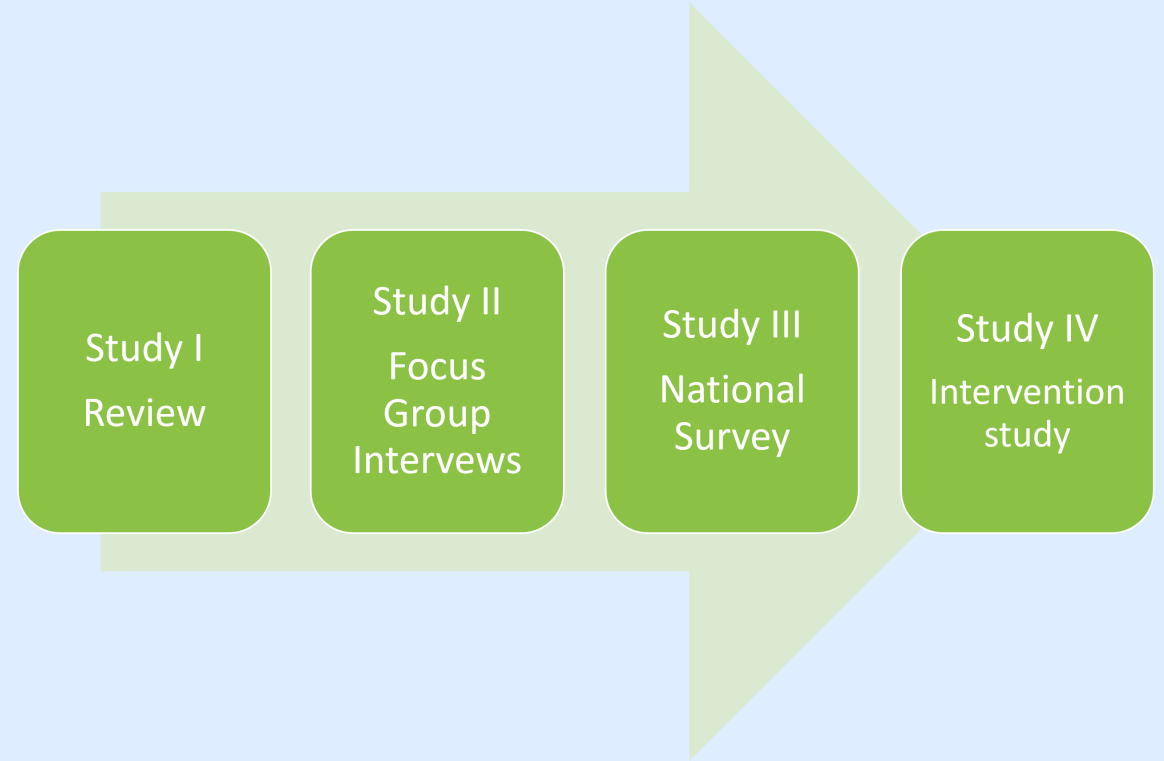 Study I
Review
Study II
Focus
Group
Intervews
Study III
National
Survey
Study IV
Intervention
study